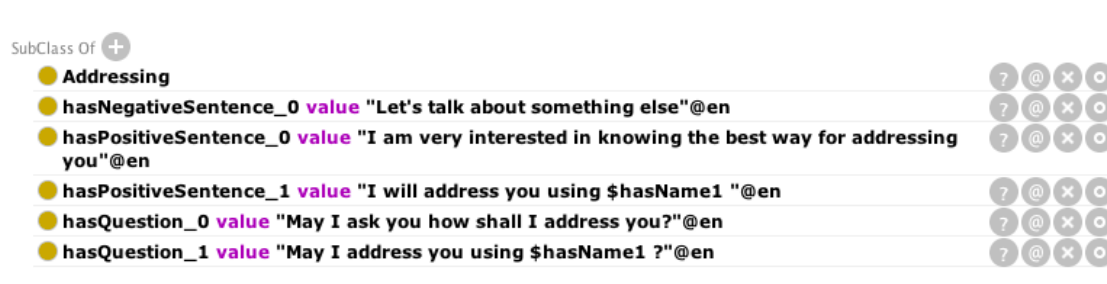 SubClass Of +
Addressing
hasNegativeSentence_0 value "Let's talk about something else"@en
hasPositiveSentence_0 value "I am very interested in knowing the best way for addressing
you"@en
hasPositiveSentence_1 value "I will address you using $hasName1 "@en
hasQuestion_0 value "May I ask you how shall I address you?"@en
hasQuestion_1 value "May I address you using $hasName1 ?"@en